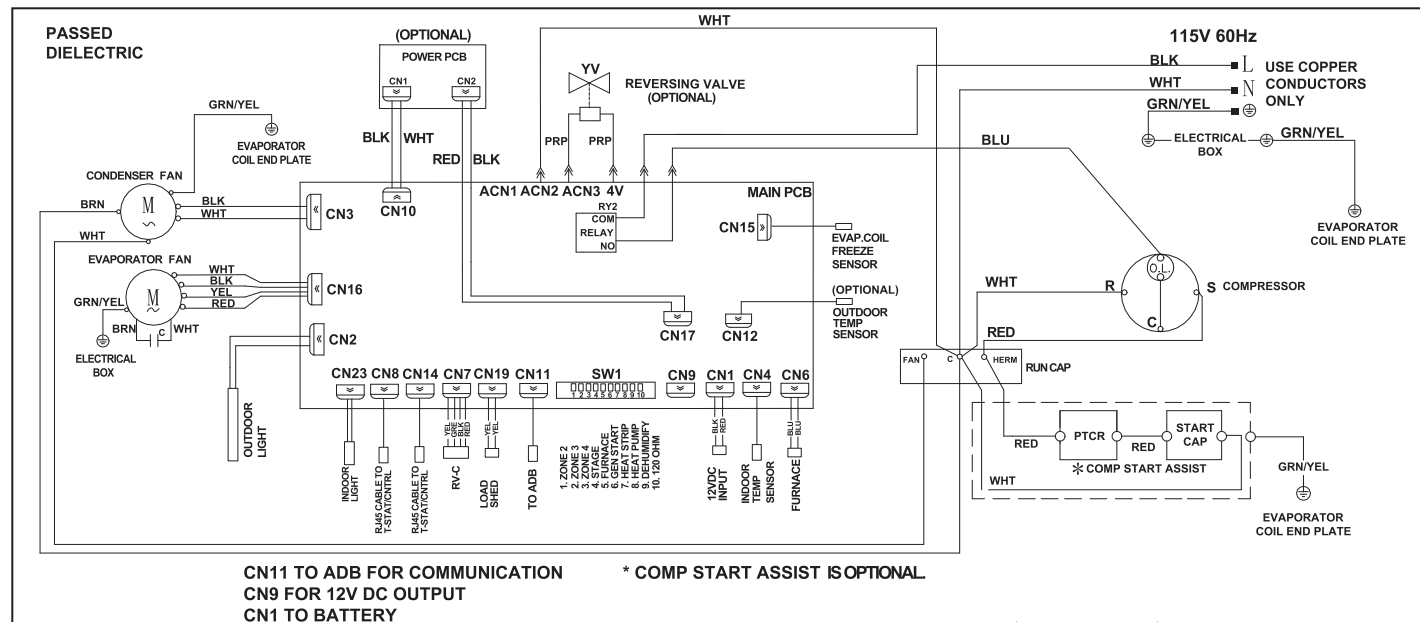 PASSED
DIELECTRIC
(OPTIONAL)
POWER PCB
CN1
CN2
WHT
YV
REVERSING VALVE
(OPTIONAL)
115V 60Hz
BLK
L
USE COPPER
WHT
N
CONDUCTORS
ONLY
GRN/YEL
GRN/YEL
EVAPORATOR
COIL END PLATE
BLK
WHT
RED
BLK
PRP
PRP
BLU
ELECTRICAL
BOX
GRN/YEL
EVAPORATOR
COIL END PLATE
CONDENSER FAN
M
BRN
BLK
WHT
WHT
CN3
CN10
ACN1 ACN2 ACN3 4V
MAIN PCB
RY2
COM
RELAY
NO
CN15
EVAP.COIL
FREEZE
SENSOR
EVAPORATOR FAN
M
WHT
BLK
YEL
RED
CN16
GRN/YEL
BRN
C
WHT
ELECTRICAL
BOX
CN2
OUTDOOR
LIGHT
CN17
CN12
(OPTIONAL)
OUTDOOR
TEMP
SENSOR
WHT
R
O.L.
S
COMPRESSOR
C
RED
FAN
C
HERM
RUN CAP
CN23
CN8
CN14
CN7
CN19
CN11
SW1
1 2 3 4 5 6 7 8 9 10
CN9
CN1
CN4
CN6
YEL
GRE
BLK
RED
YEL
YEL
BLK
RED
BLU
BLU
INDOOR
LIGHT
RJ45 CABLE TO
T-STAT/CNTRL
RJ45 CABLE TO
T-STAT/CNTRL
RV-C
LOAD
SHED
TO ADB
1. ZONE 2
2. ZONE 3
3. ZONE 4
4. STAGE
5. FURNACE
6. GEN START
7. HEAT STRIP
8. HEAT PUMP
9. DEHUMIDIFY
10. 120 OHM
12VDC
INPUT
INDOOR
TEMP
SENSOR
FURNACE
RED
PTCR
RED
START
CAP
* COMP START ASSIST
WHT
GRN/YEL
EVAPORATOR
COIL END PLATE
CN11 TO ADB FOR COMMUNICATION
* COMP START ASSIST IS OPTIONAL.
CN9 FOR 12V DC OUTPUT
CN1 TO BATTERY